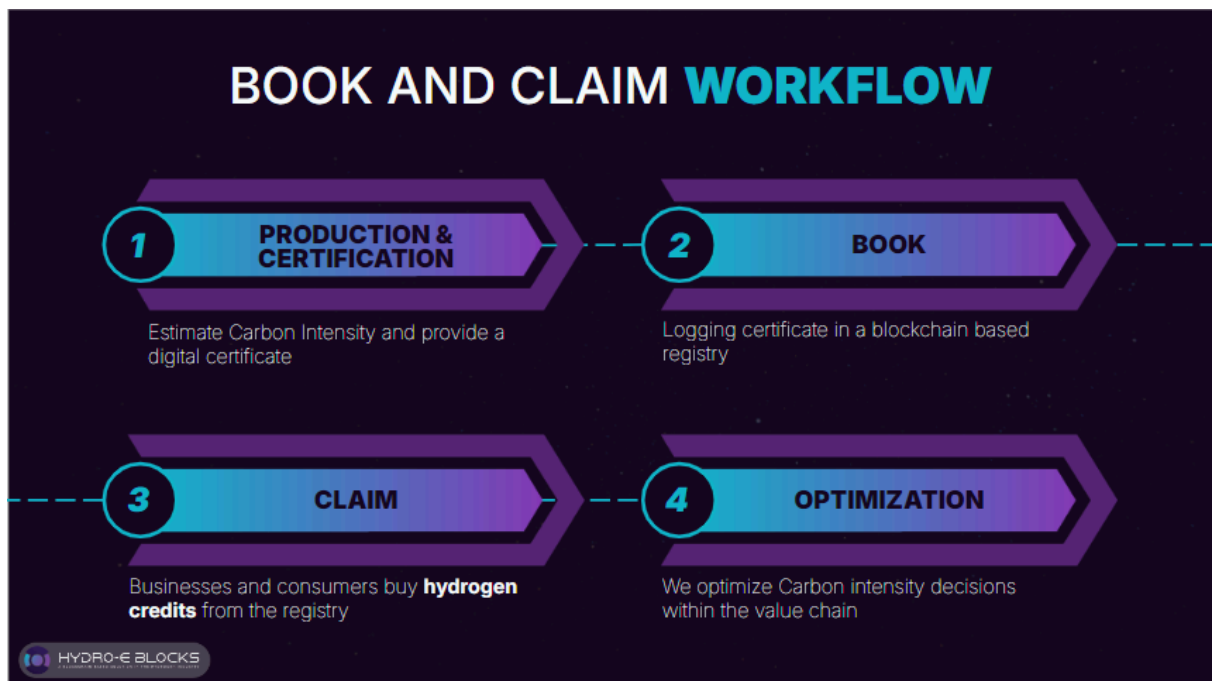 BOOK AND CLAIM WORKFLOW
1
PRODUCTION &
CERTIFICATION
Estimate Carbon Intensity and provide a
digital certificate
2
BOOK
Logging certificate in a blockchain based
registry
3
CLAIM
Businesses and consumers buy hydrogen
credits from the registry
4
OPTIMIZATION
We optimize Carbon intensity decisions
within the value chain
HYDRO-E BLOCKS